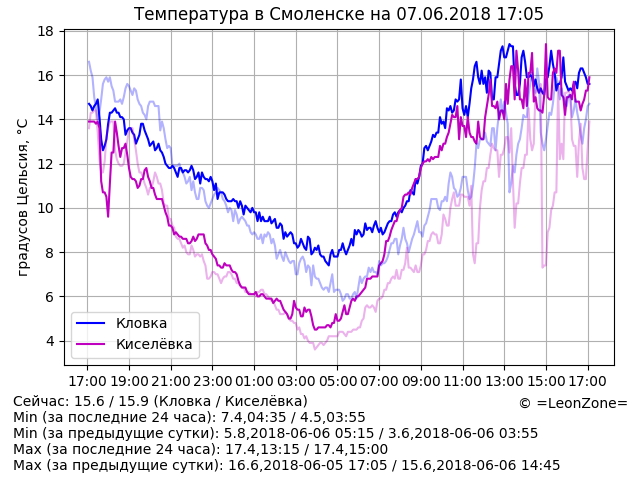 Температура в Смоленске на 07.06.2018 17:05
18
16
14
12
10
8
6
4
градусов Цельсия, °C
Кловка
Киселёвка
17:00 19:00 21:00 23:00 01:00 03:00 05:00 07:00 09:00 11:00 13:00 15:00 17:00
Сейчас: 15.6 / 15.9 (Кловка / Киселёвка)
© =LeonZone=
Min (за последние 24 часа): 7.4,04:35 / 4.5,03:55
Min (за предыдущие сутки): 5.8,2018-06-06 05:15 / 3.6,2018-06-06 03:55
Max (за последние 24 часа): 17.4,13:15 / 17.4,15:00
Max (за предыдущие сутки): 16.6,2018-06-05 17:05 / 15.6,2018-06-06 14:45